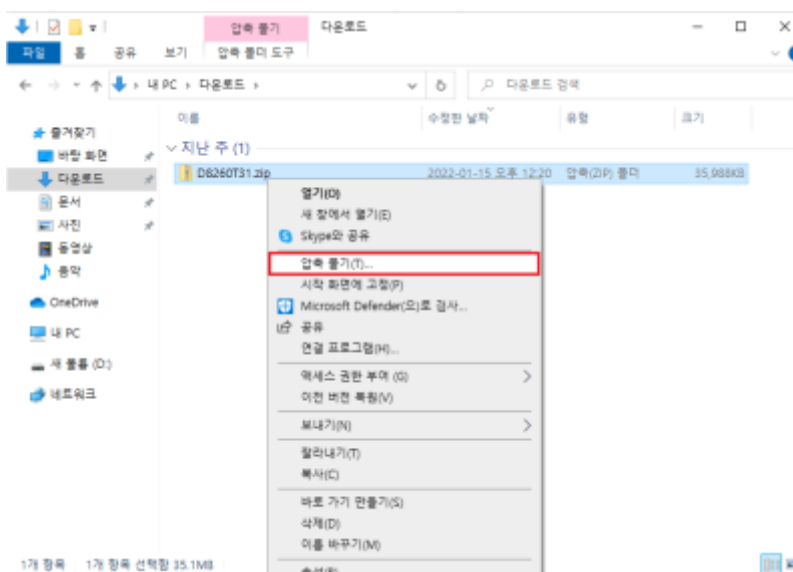 압축 풀기 다운로드
파일 홈 공유 보기 압축 폴더 도구
내 PC 다운로드 다운로드 검색
이름 수정한 날짜 유형 크기
즐겨찾기
지난 주 (1)
바탕 화면
D8260T31.zip 2022-01-15 오후 12:20 압축(ZIP) 폴더 35,988KB
다운로드
문서
사진
동영상
음악
OneDrive
내 PC
새 볼륨 (D:)
네트워크
열기(O)
새 창에서 열기(E)
Skype와 공유
압축 풀기(T)...
시작 화면에 고정(P)
Microsoft Defender(으)로 검사...
공유
연결 프로그램(H)...
액세스 권한 부여 (G)
이전 버전 복원(V)
보내기(N)
잘라내기(T)
복사(C)
바로 가기 만들기(S)
삭제(D)
이름 바꾸기(M)
1개 항목 1개 항목 선택함 35.1MB